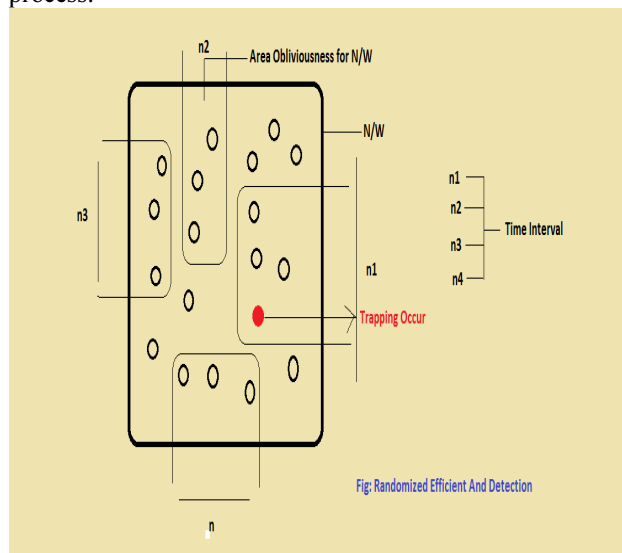 process.
n2
Area Obliviousness for N/W
N/W
n3
n1
n1
n2
Time Interval
n3
n4
Trapping Occur
Fig: Randomized Efficient And Detection
n